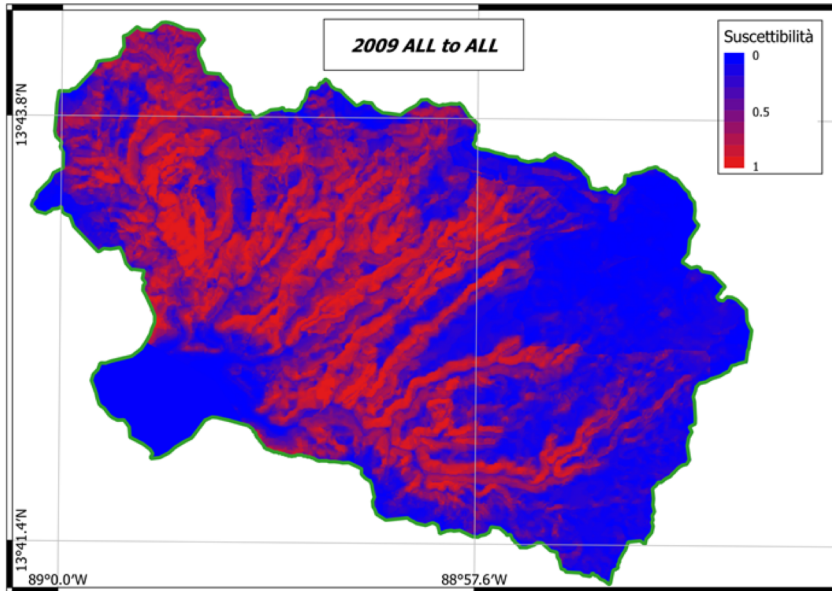 2009 ALL to ALL
Suscettibilità
0
0.5
1
13°43.8'N
13°41.4'N
89°0.0'W
88°57.6'W